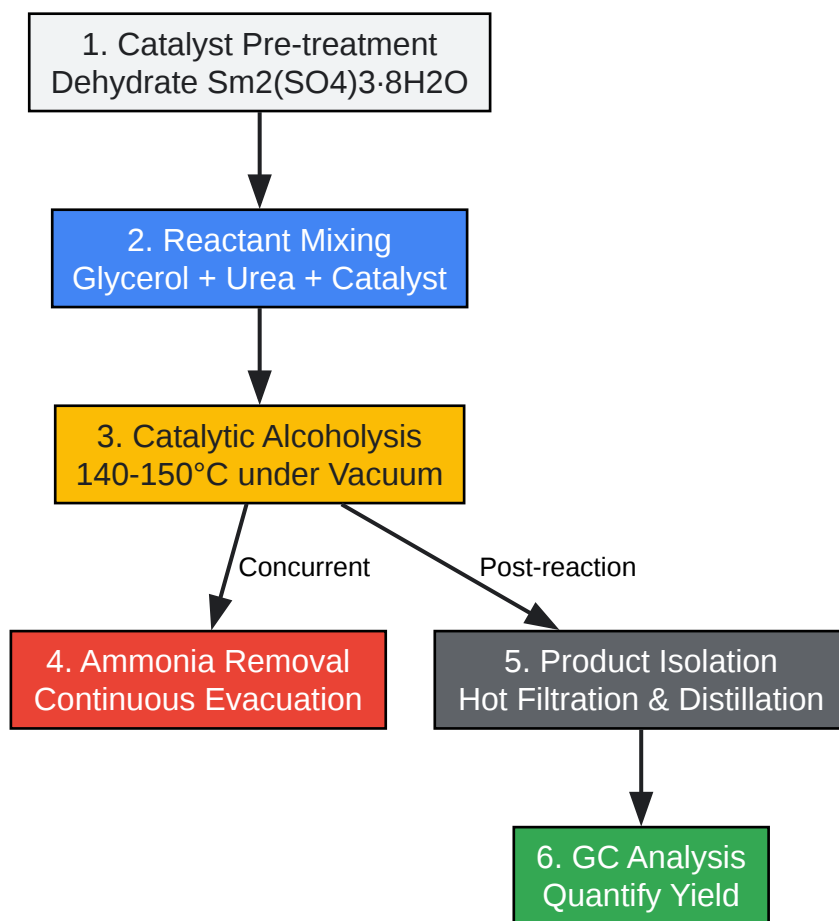 1. Catalyst Pre-treatment
Dehydrate Sm2(SO4)3·8H2O
2. Reactant Mixing
Glycerol + Urea + Catalyst
3. Catalytic Alcoholysis
140-150°C under Vacuum
Concurrent
Post-reaction
4. Ammonia Removal
Continuous Evacuation
5. Product Isolation
Hot Filtration & Distillation
6. GC Analysis
Quantify Yield